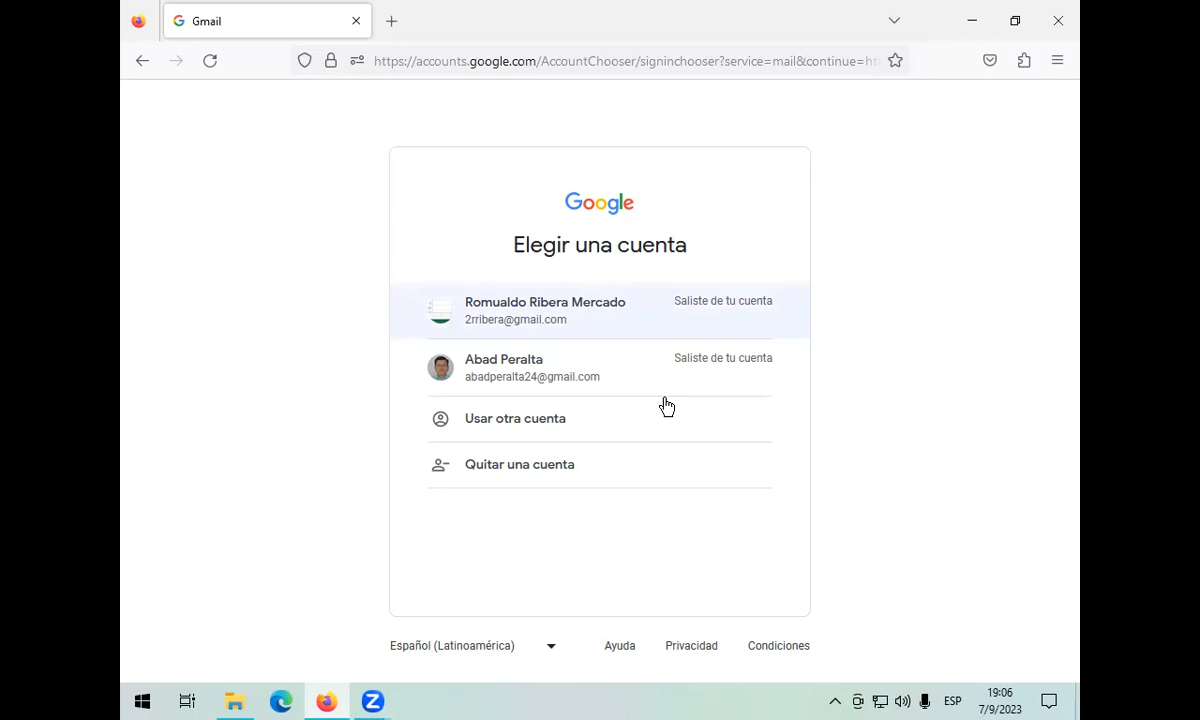 Gmail
https://accounts.google.com/AccountChooser/signinchooser?service=mail&continue=ht
Google
Elegir una cuenta
Romualdo Ribera Mercado
Saliste de tu cuenta
2rribera@gmail.com
Abad Peralta
Saliste de tu cuenta
abadperalta24@gmail.com
Usar otra cuenta
Quitar una cuenta
Español (Latinoamérica)
Ayuda
Privacidad
Condiciones
ESP
19:06
7/9/2023